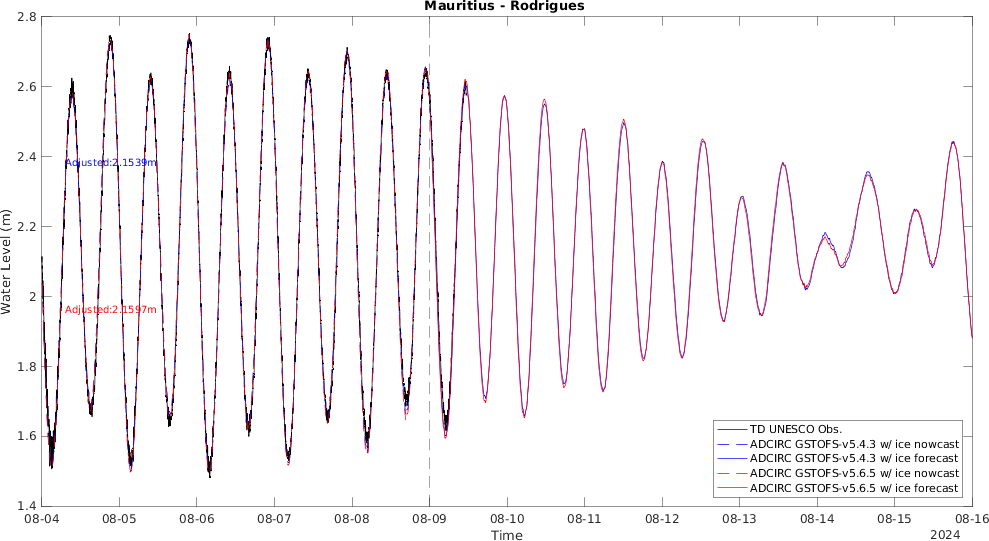 Mauritius - Rodrigues
2.8
2.6
2.4
2.2
2
1.8
1.6
1.4
Water Level (m)
Adjusted:2.1539m
Adjusted:2.1597m
TD UNESCO Obs.
ADCIRC GSTOFS-v5.4.3 w/ ice nowcast
ADCIRC GSTOFS-v5.4.3 w/ ice forecast
ADCIRC GSTOFS-v5.6.5 w/ ice nowcast
ADCIRC GSTOFS-v5.6.5 w/ ice forecast
08-04 08-05 08-06 08-07 08-08 08-09 08-10 08-11 08-12 08-13 08-14 08-15 08-16
Time
2024